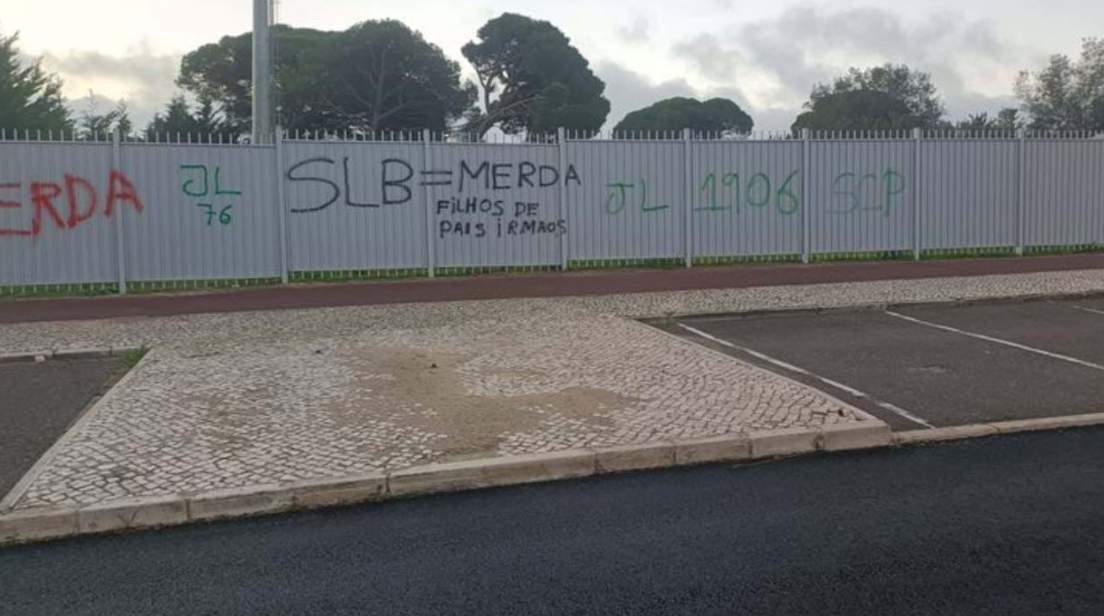 ERDA
JL
76
SLB=MERDA
FiLHOS DE
PAIS iRMAOS
JL 1906 SCP